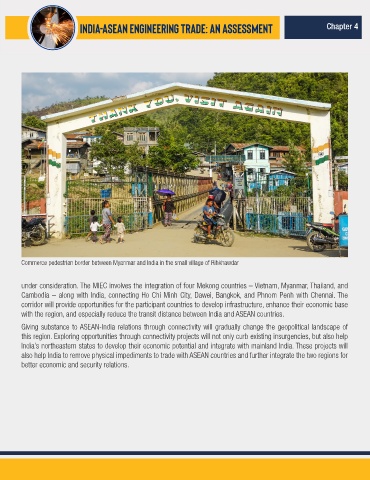 INDIA-ASEAN ENGINEERING TRADE: AN ASSESSMENT
Chapter 4
THANK YOU. VISIT AGAIN
Commerce pedestrian border between Myanmar and India in the small village of Rihkhawdar
under consideration. The MIEC involves the integration of four Mekong countries – Vietnam, Myanmar, Thailand, and
Cambodia – along with India, connecting Ho Chi Minh City, Dawei, Bangkok, and Phnom Penh with Chennai. The
corridor will provide opportunities for the participant countries to develop infrastructure, enhance their economic base
with the region, and especially reduce the transit distance between India and ASEAN countries.
Giving substance to ASEAN-India relations through connectivity will gradually change the geopolitical landscape of
this region. Exploring opportunities through connectivity projects will not only curb existing insurgencies, but also help
India's northeastern states to develop their economic potential and integrate with mainland India. These projects will
also help India to remove physical impediments to trade with ASEAN countries and further integrate the two regions for
better economic and security relations.